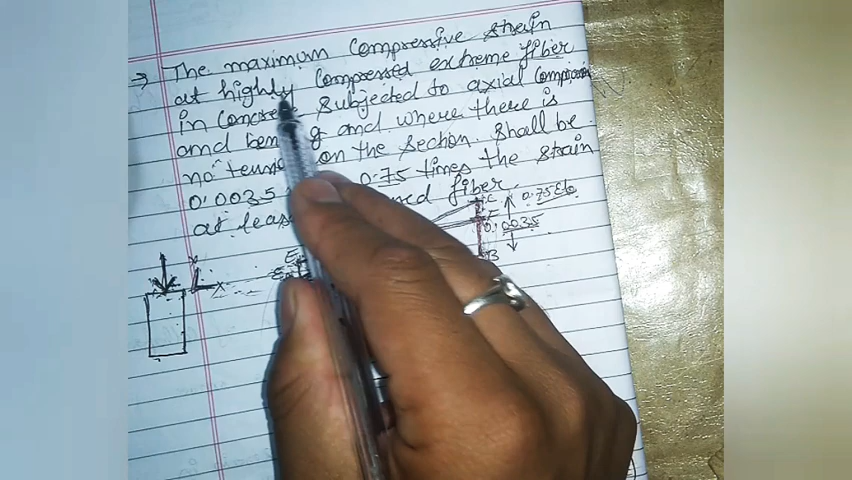 → The maximum compressive strain
at highly compressed extreme fiber
in concrete subjected to axial compression
and and where there is
no tension on the section. Shall be
0.0035 0.75 times the strain
at least fiber.
C 0.75
0.0035
B